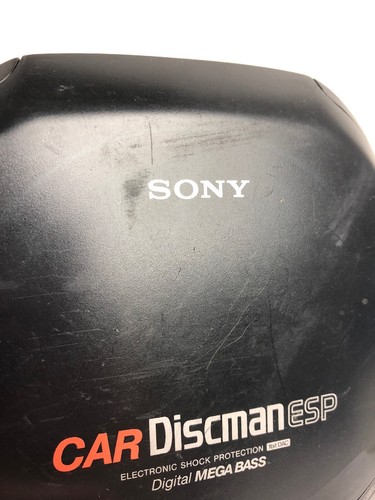 SONY
CAR Discman ESP
ELECTRONIC SHOCK PROTECTION 1bit DAC
Digital MEGA BASS